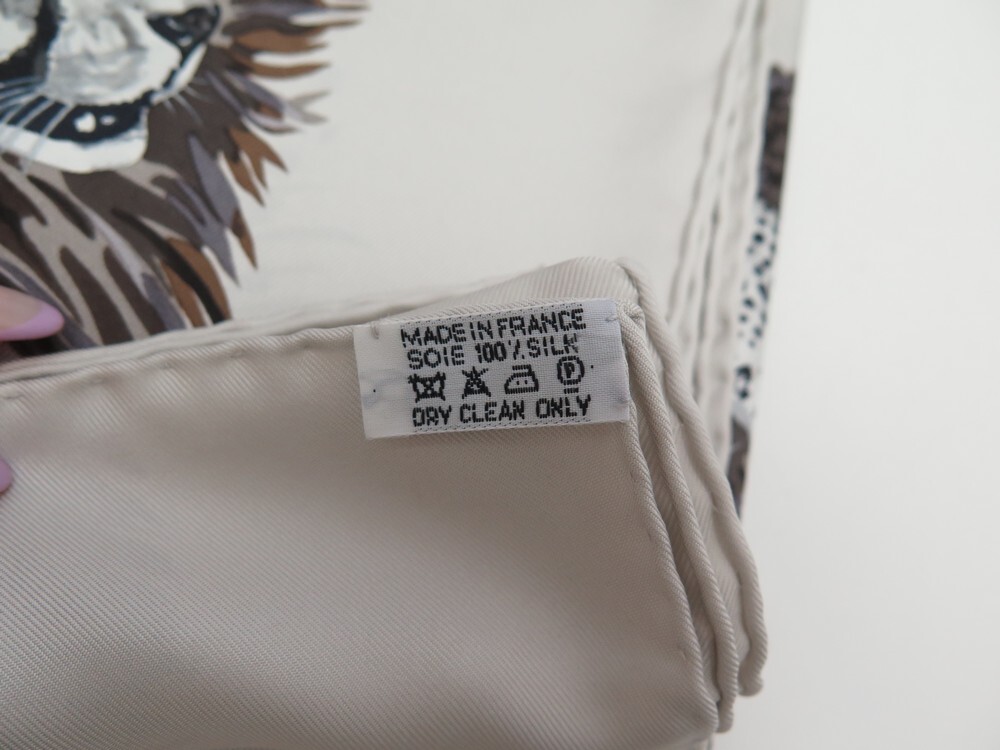 MADE IN FRANCE
SOIE 100% SILK
P
DRY CLEAN ONLY